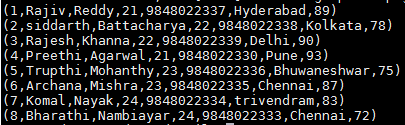 (1,Rajiv,Reddy,21,9848022337,Hyderabad,89)
(2,siddarth,Battacharya,22,9848022338,Kolkata,78)
(3,Rajesh,Khanna,22,9848022339,Delhi,90)
(4,Preethi,Agarwal,21,9848022330,Pune,93)
(5,Trupthi,Mohanthy,23,9848022336,Bhuwaneshwar,75)
(6,Archana,Mishra,23,9848022335,Chennai,87)
(7,Komal,Nayak,24,9848022334,trivendram,83)
(8,Bharathi,Nambiayar,24,9848022333,Chennai,72)